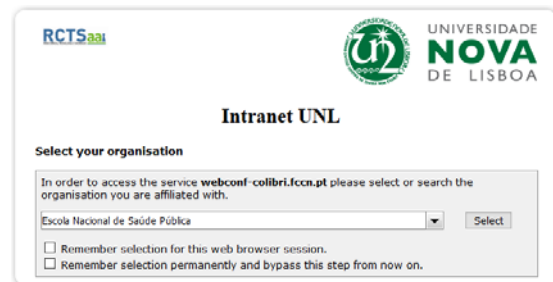 RCTSaai
UNIVERSIDADE
NOVA
DE LISBOA
Intranet UNL
Select your organisation
In order to access the service webconf-colibri.fccn.pt please select or search the
organisation you are affiliated with.
Escola Nacional de Saúde Pública
Select
Remember selection for this web browser session.
Remember selection permanently and bypass this step from now on.